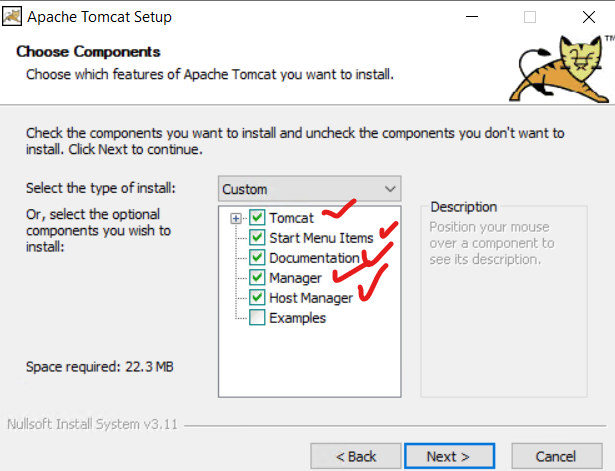 Apache Tomcat Setup
Choose Components
Choose which features of Apache Tomcat you want to install.
TM
Check the components you want to install and uncheck the components you don't want to
install. Click Next to continue.
Select the type of install:
Custom
Or, select the optional
components you wish to
install:
Tomcat
Start Menu Items
Documentation
Manager
Host Manager
Examples
Description
Position your mouse
over a component to
see its description.
Space required: 22.3 MB
Nullsoft Install System v3.11
< Back
Next >
Cancel